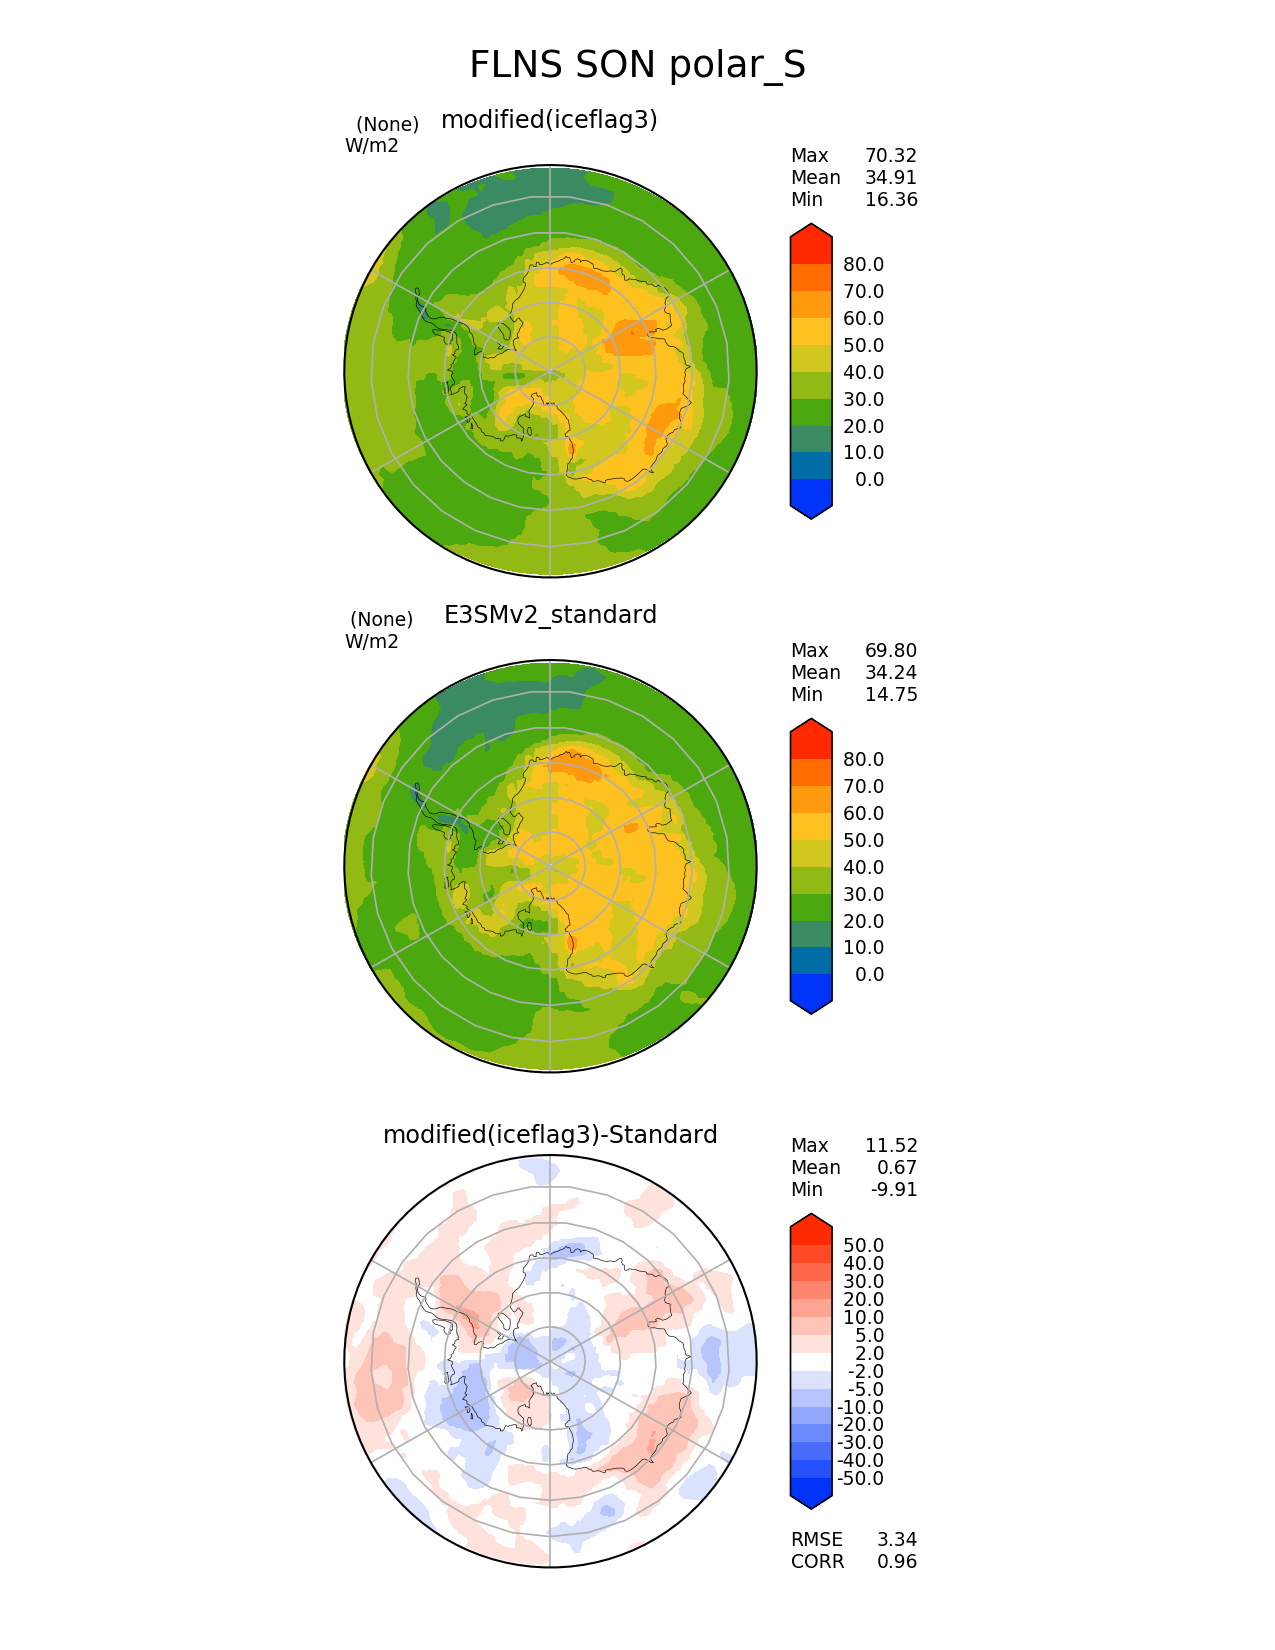 FLNS SON polar_S
(None) modified(iceflag3)
W/m2
Max 70.32
Mean 34.91
Min 16.36
80.0
70.0
60.0
50.0
40.0
30.0
20.0
10.0
0.0
(None) E3SMv2_standard
W/m2
Max 69.80
Mean 34.24
Min 14.75
80.0
70.0
60.0
50.0
40.0
30.0
20.0
10.0
0.0
modified(iceflag3)-Standard
Max 11.52
Mean 0.67
Min -9.91
50.0
40.0
30.0
20.0
10.0
5.0
2.0
-2.0
-5.0
-10.0
-20.0
-30.0
-40.0
-50.0
RMSE 3.34
CORR 0.96